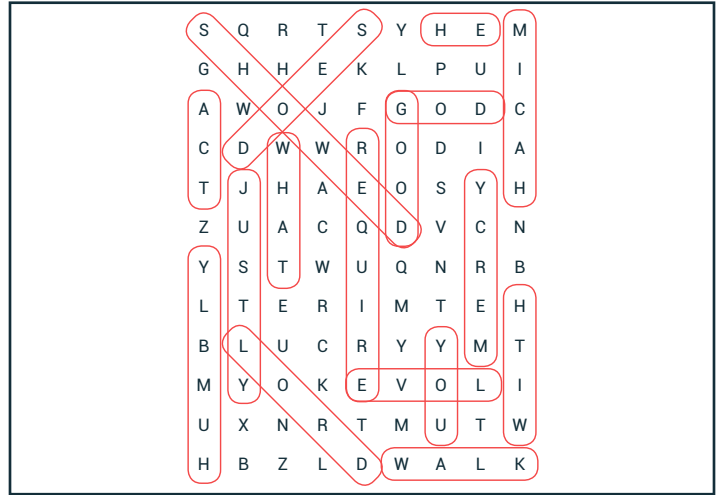 S Q R T S Y H E M
G H H E K L P U I
A W O J F G O D C
C D W W R O D I A
T J H A E O S Y H
Z U A C Q D V C N
Y S T W U Q N R B
L T E R I M T E H
B L U C R Y Y M T
M Y O K E V O L I
U X N R T M U T W
H B Z L D W A L K